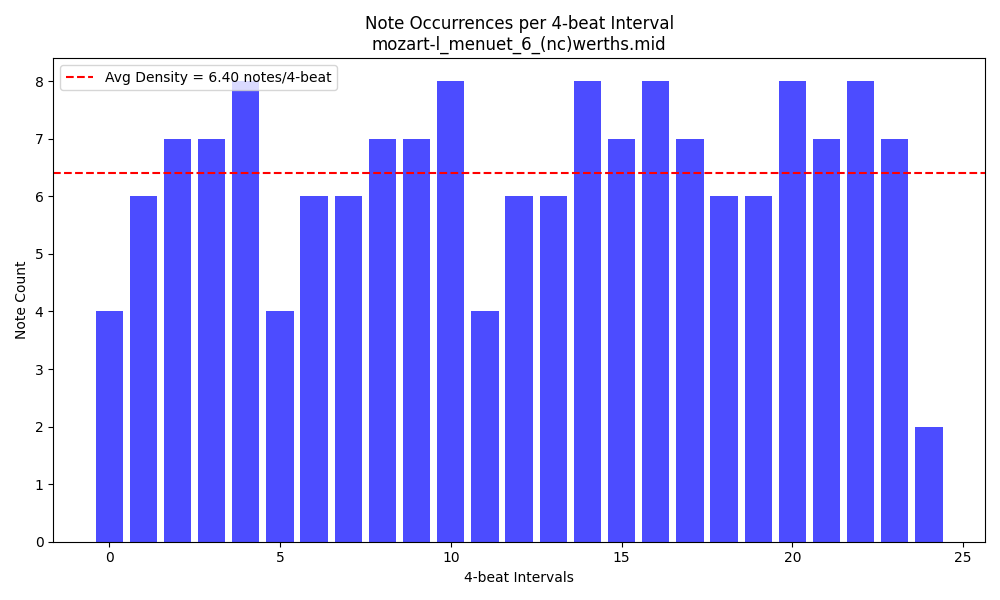 Note Occurrences per 4-beat Interval
mozart-l_menuet_6_(nc)werths.mid
Avg Density = 6.40 notes/4-beat
8
7
6
5
4
3
2
1
0
Note Count
0 5 10 15 20 25
4-beat Intervals